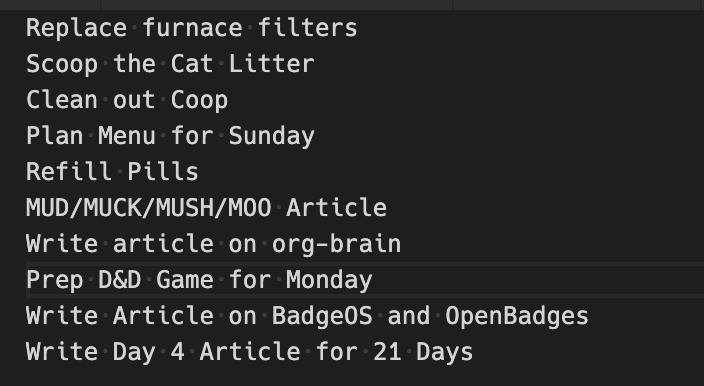 Replace furnace filters
Scoop the Cat Litter
Clean out Coop
Plan Menu for Sunday
Refill Pills
MUD/MUCK/MUSH/MOO Article
Write article on org-brain
Prep D&D Game for Monday
Write Article on BadgeOS and OpenBadges
Write Day 4 Article for 21 Days